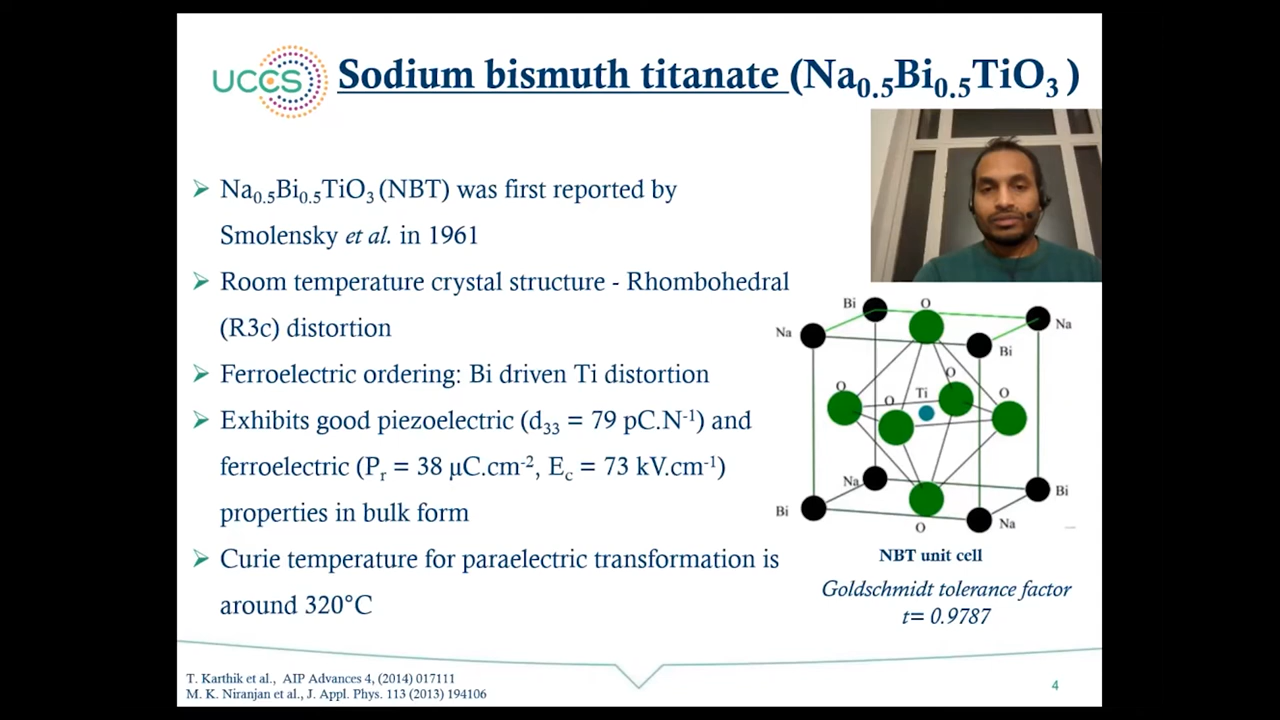 UCCS
Sodium bismuth titanate (Na₀.₅Bi₀.₅TiO₃ )
➢ Na₀.₅Bi₀.₅TiO₃ (NBT) was first reported by
Smolensky et al. in 1961
➢ Room temperature crystal structure - Rhombohedral
(R3c) distortion
➢ Ferroelectric ordering: Bi driven Ti distortion
➢ Exhibits good piezoelectric (d₃₃ = 79 pC.N⁻¹) and
ferroelectric (Pᵣ = 38 µC.cm⁻², E_c = 73 kV.cm⁻¹)
properties in bulk form
➢ Curie temperature for paraelectric transformation is
around 320°C
Bi
O
Na
Na
Bi
O
O
O
Ti
O
Na
Bi
Bi
O
Na
NBT unit cell
Goldschmidt tolerance factor
t= 0.9787
T. Karthik et al., AIP Advances 4, (2014) 017111
M. K. Niranjan et al., J. Appl. Phys. 113 (2013) 194106
4